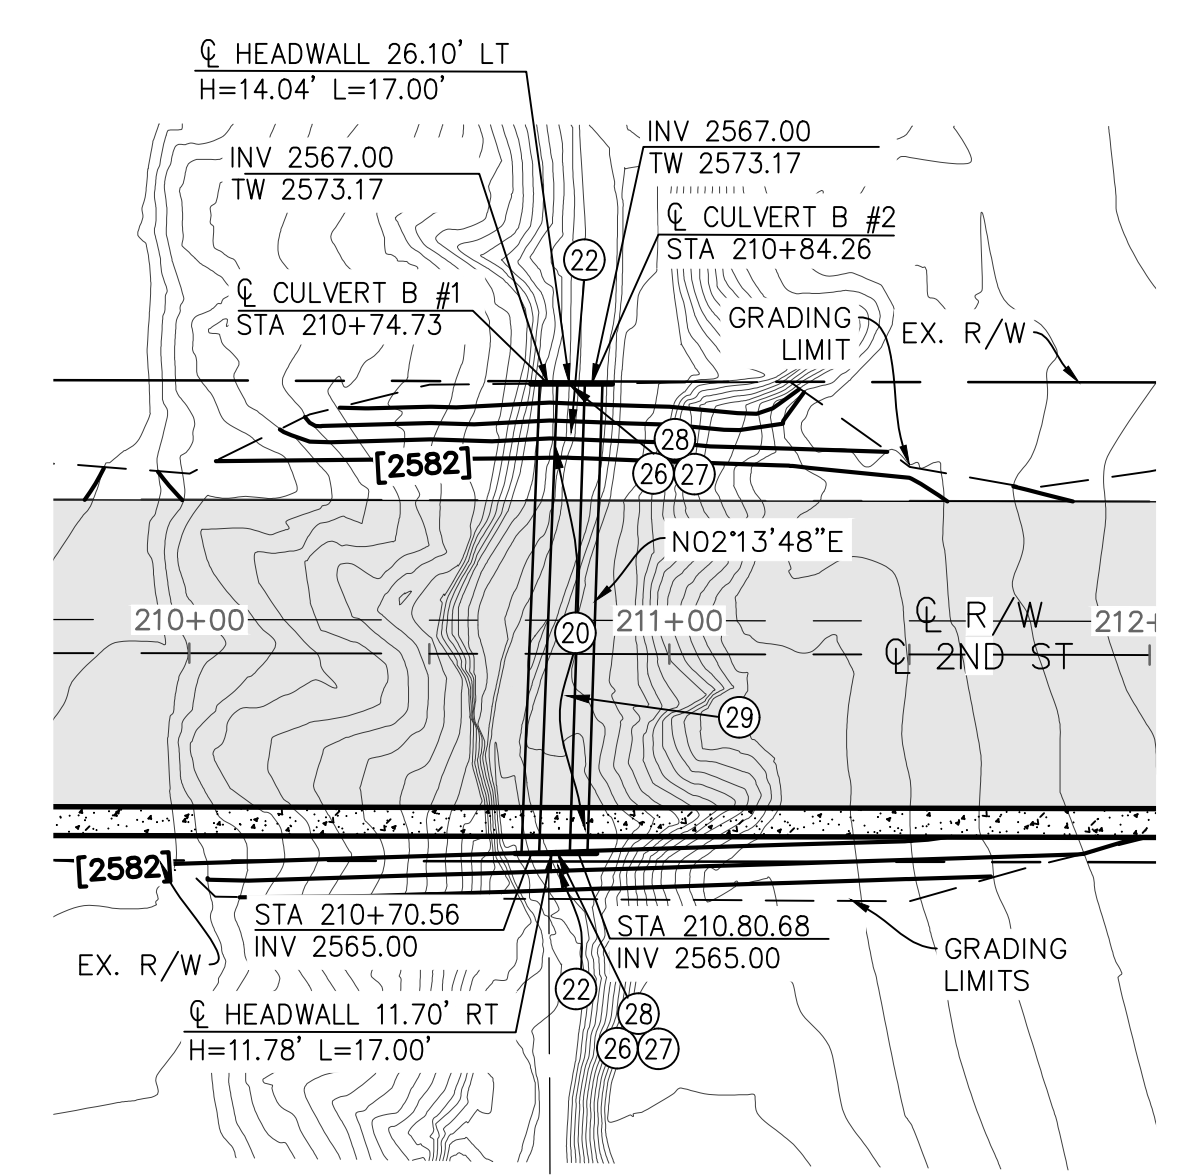 ℄ HEADWALL 26.10' LT
H=14.04' L=17.00'
INV 2567.00
TW 2573.17
INV 2567.00
TW 2573.17
℄ CULVERT B #2
STA 210+84.26
22
℄ CULVERT B #1
STA 210+74.73
GRADING
LIMIT
EX. R/W
28
[2582]
26 27
N02°13'48"E
210+00
20
211+00
℄ R/W
212+
℄ 2ND ST
29
[2582]
STA 210+70.56
INV 2565.00
STA 210.80.68
INV 2565.00
EX. R/W
GRADING
LIMITS
22
℄ HEADWALL 11.70' RT
H=11.78' L=17.00'
28
26 27